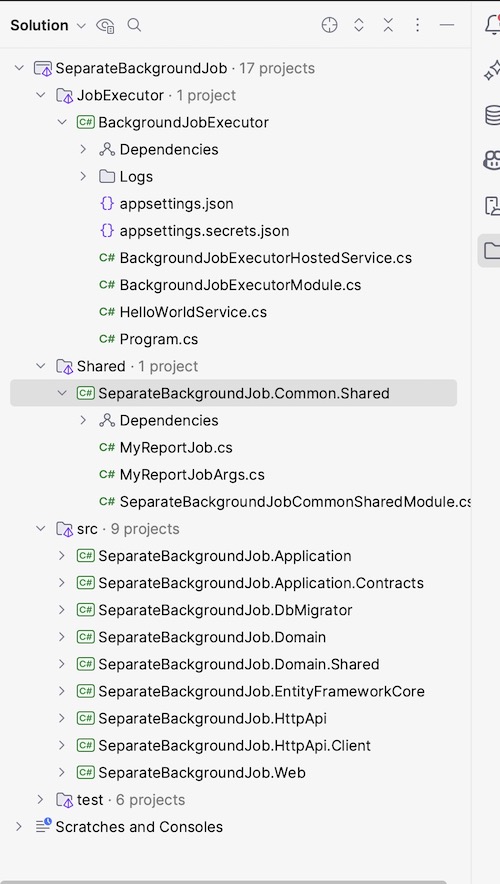 Solution
SeparateBackgroundJob · 17 projects
JobExecutor · 1 project
C# BackgroundJobExecutor
Dependencies
Logs
{} appsettings.json
{} appsettings.secrets.json
C# BackgroundJobExecutorHostedService.cs
C# BackgroundJobExecutorModule.cs
C# HelloWorldService.cs
C# Program.cs
Shared · 1 project
C# SeparateBackgroundJob.Common.Shared
Dependencies
C# MyReportJob.cs
C# MyReportJobArgs.cs
C# SeparateBackgroundJobCommonSharedModule.cs
src · 9 projects
C# SeparateBackgroundJob.Application
C# SeparateBackgroundJob.Application.Contracts
C# SeparateBackgroundJob.DbMigrator
C# SeparateBackgroundJob.Domain
C# SeparateBackgroundJob.Domain.Shared
C# SeparateBackgroundJob.EntityFrameworkCore
C# SeparateBackgroundJob.HttpApi
C# SeparateBackgroundJob.HttpApi.Client
C# SeparateBackgroundJob.Web
test · 6 projects
Scratches and Consoles